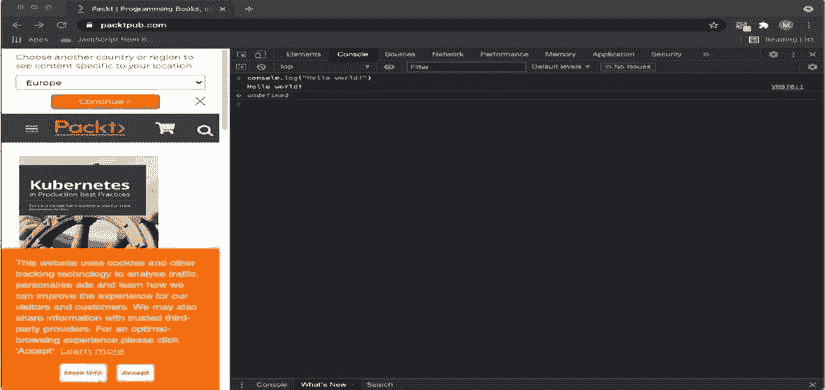 Packt | Programming Books, e
packtpub.com
Apps
JavaScript from B...
Reading List
Choose another country or region to
see content specific to your location
Europe
Continue >
Packt>
Kubernetes
in Production Best Practices
This website uses cookies and other
tracking technology to analyse traffic,
personalise ads and learn how we
can improve the experience for our
visitors and customers. We may also
share information with trusted third-
party providers. For an optimal-
browsing experience please click
'Accept'. Learn more
More Info Accept
Elements Console Sources Network Performance Memory Application Security
top Filter Default levels No Issues
> console.log("Hello world!")
Hello world!
undefined
Console What's New Search